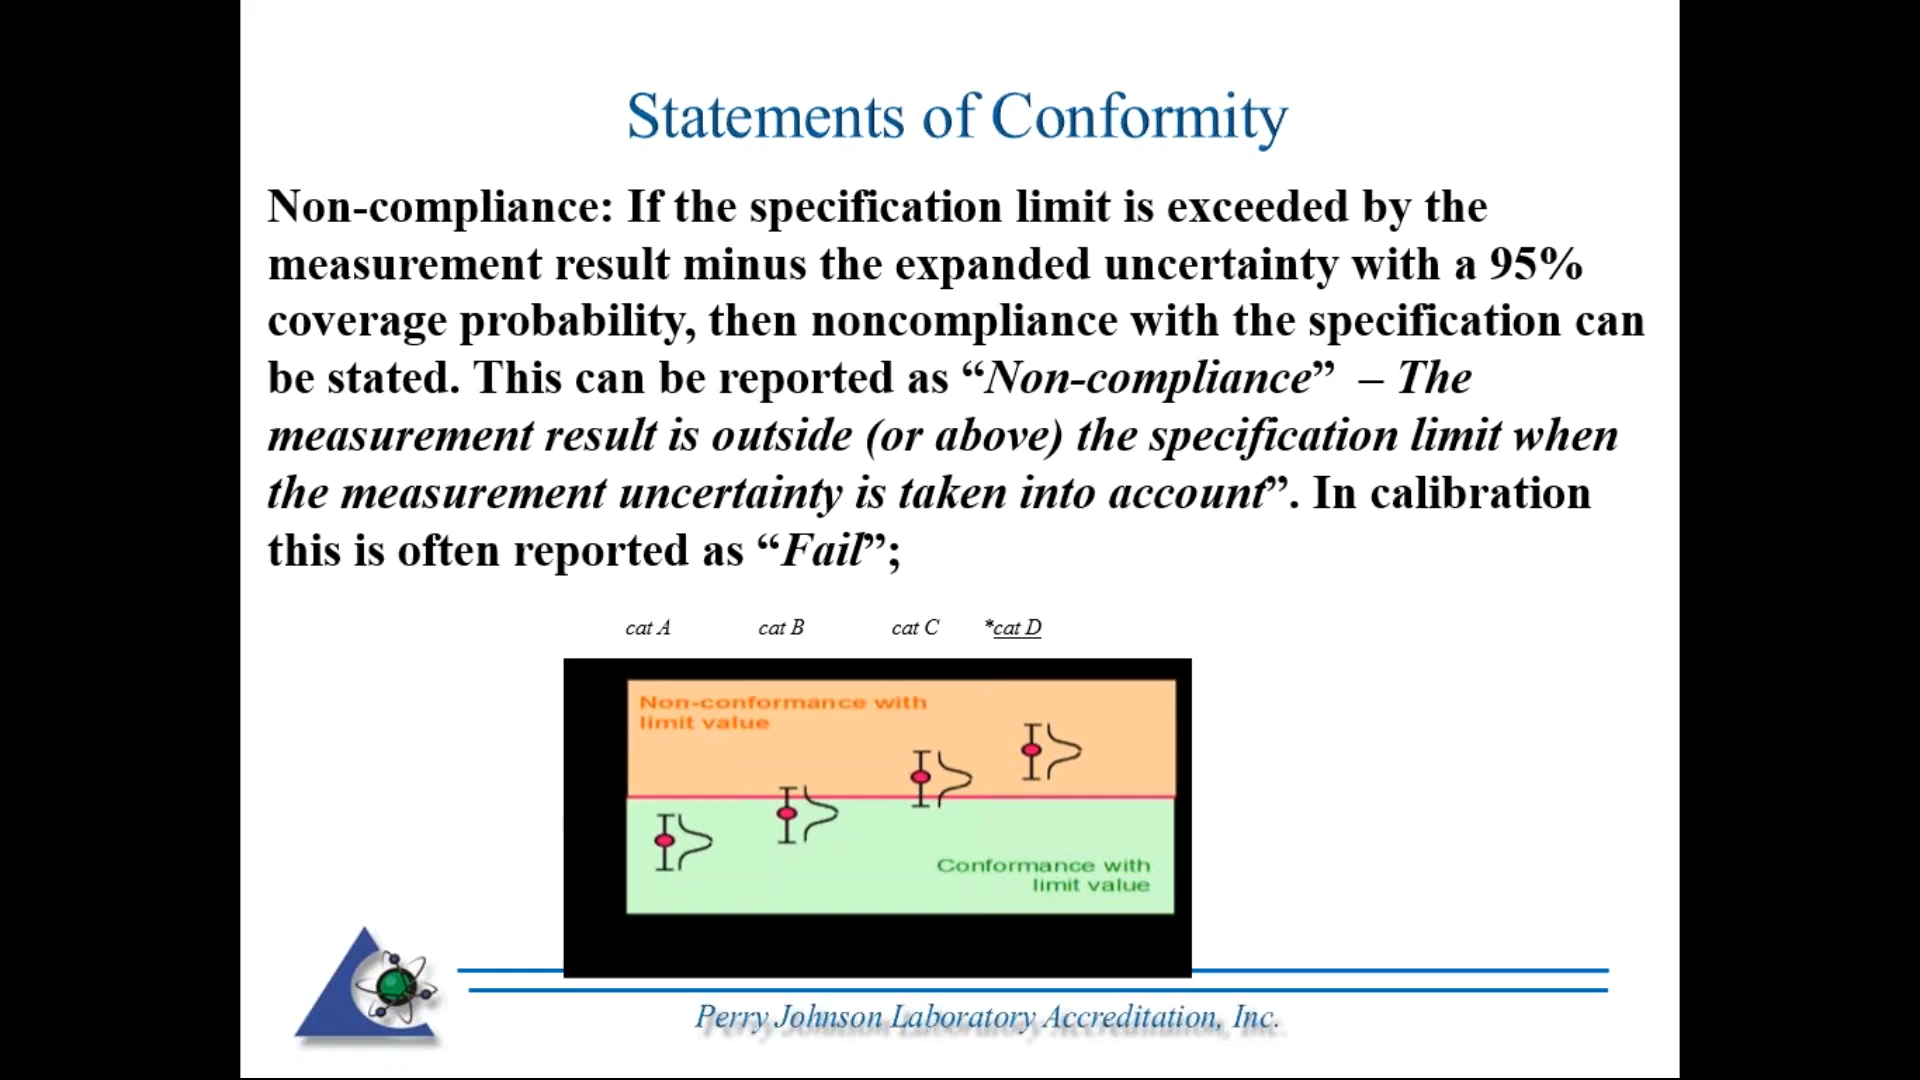 Statements of Conformity
Non-compliance: If the specification limit is exceeded by the
measurement result minus the expanded uncertainty with a 95%
coverage probability, then noncompliance with the specification can
be stated. This can be reported as “Non-compliance” – The
measurement result is outside (or above) the specification limit when
the measurement uncertainty is taken into account”. In calibration
this is often reported as “Fail”;
cat A cat B cat C *cat D
Non-conformance with
limit value
Conformance with
limit value
Perry Johnson Laboratory Accreditation, Inc.